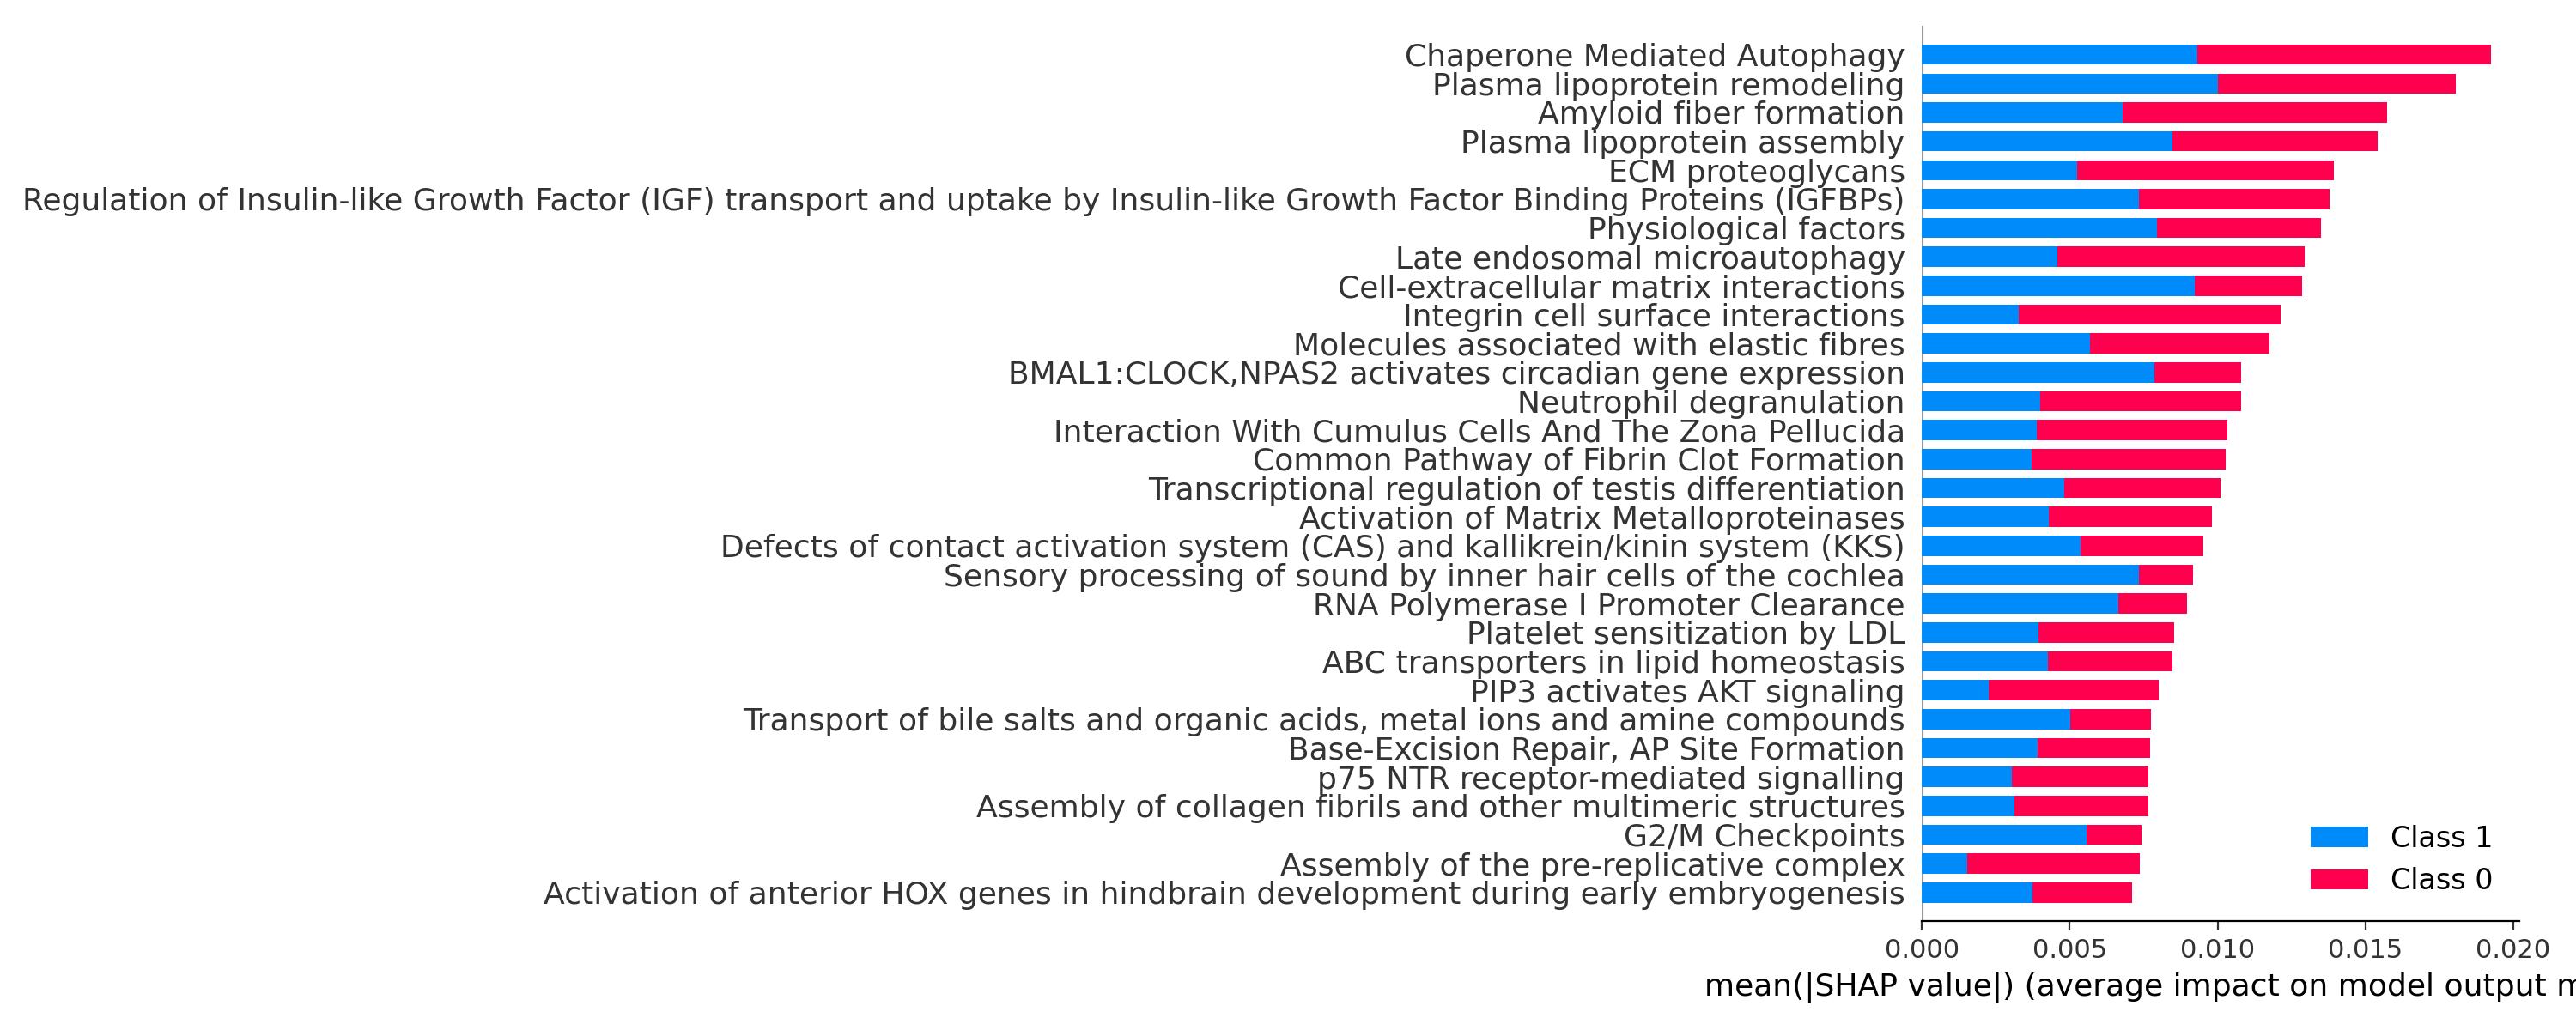 Chaperone Mediated Autophagy
Plasma lipoprotein remodeling
Amyloid fiber formation
Plasma lipoprotein assembly
ECM proteoglycans
Regulation of Insulin-like Growth Factor (IGF) transport and uptake by Insulin-like Growth Factor Binding Proteins (IGFBPs)
Physiological factors
Late endosomal microautophagy
Cell-extracellular matrix interactions
Integrin cell surface interactions
Molecules associated with elastic fibres
BMAL1:CLOCK,NPAS2 activates circadian gene expression
Neutrophil degranulation
Interaction With Cumulus Cells And The Zona Pellucida
Common Pathway of Fibrin Clot Formation
Transcriptional regulation of testis differentiation
Activation of Matrix Metalloproteinases
Defects of contact activation system (CAS) and kallikrein/kinin system (KKS)
Sensory processing of sound by inner hair cells of the cochlea
RNA Polymerase I Promoter Clearance
Platelet sensitization by LDL
ABC transporters in lipid homeostasis
PIP3 activates AKT signaling
Transport of bile salts and organic acids, metal ions and amine compounds
Base-Excision Repair, AP Site Formation
p75 NTR receptor-mediated signalling
Assembly of collagen fibrils and other multimeric structures
G2/M Checkpoints
Assembly of the pre-replicative complex
Activation of anterior HOX genes in hindbrain development during early embryogenesis
Class 1
Class 0
0.000 0.005 0.010 0.015 0.020
mean(|SHAP value|) (average impact on model output